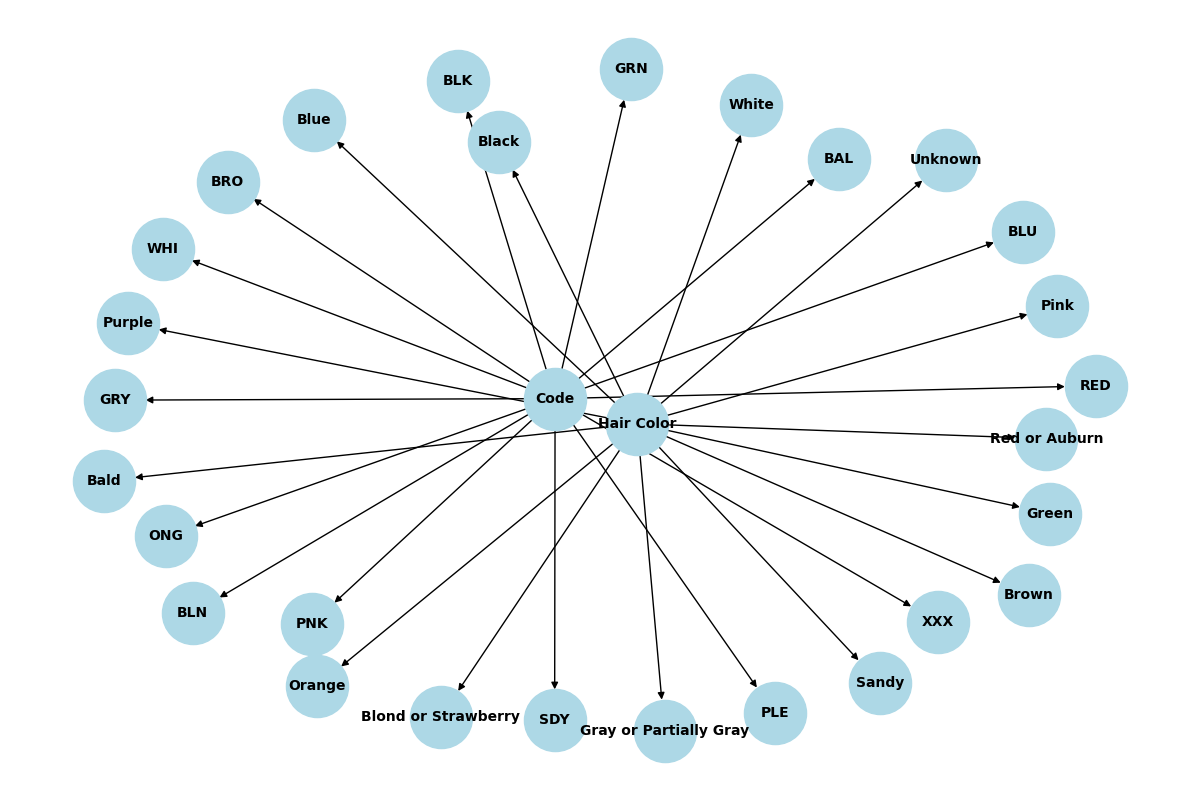 GRN
BLK
White
Blue
Black
BAL
Unknown
BRO
BLU
WHI
Pink
Purple
RED
Code
GRY
Hair Color
Red or Auburn
Bald
Green
ONG
Brown
BLN
XXX
PNK
Sandy
Orange
PLE
Blond or Strawberry
SDY
Gray or Partially Gray